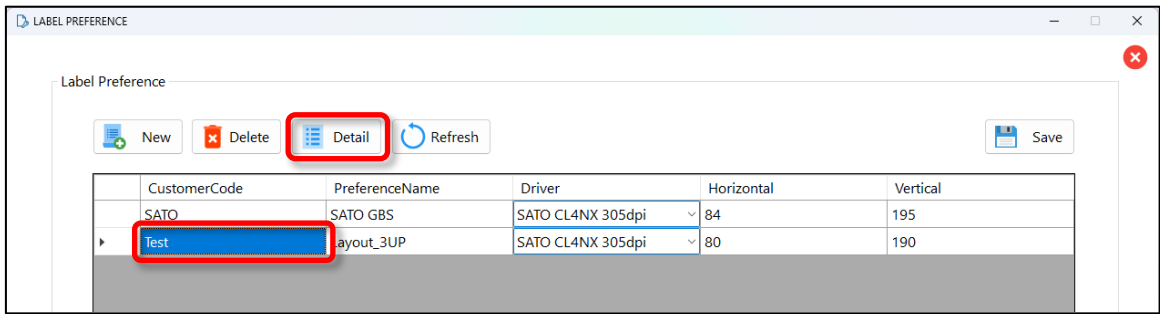 LABEL PREFERENCE
Label Preference
New Delete Detail Refresh Save
CustomerCode PreferenceName Driver Horizontal Vertical
SATO SATO GBS SATO CL4NX 305dpi 84 195
Test Layout_3UP SATO CL4NX 305dpi 80 190